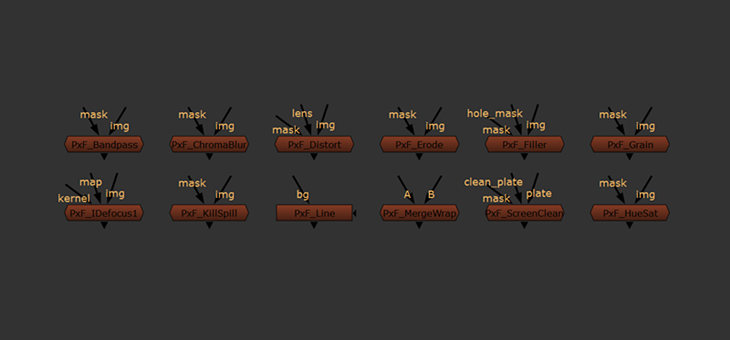 mask img mask img lens mask img mask img hole_mask mask img mask img
PxF_Bandpass PxF_ChromaBlur PxF_Distort PxF_Erode PxF_Filler PxF_Grain
kernel map img mask img bg A B clean_plate mask plate mask img
PxF_IDefocus1 PxF_KillSpill PxF_Line PxF_MergeWrap PxF_ScreenClean PxF_HueSat